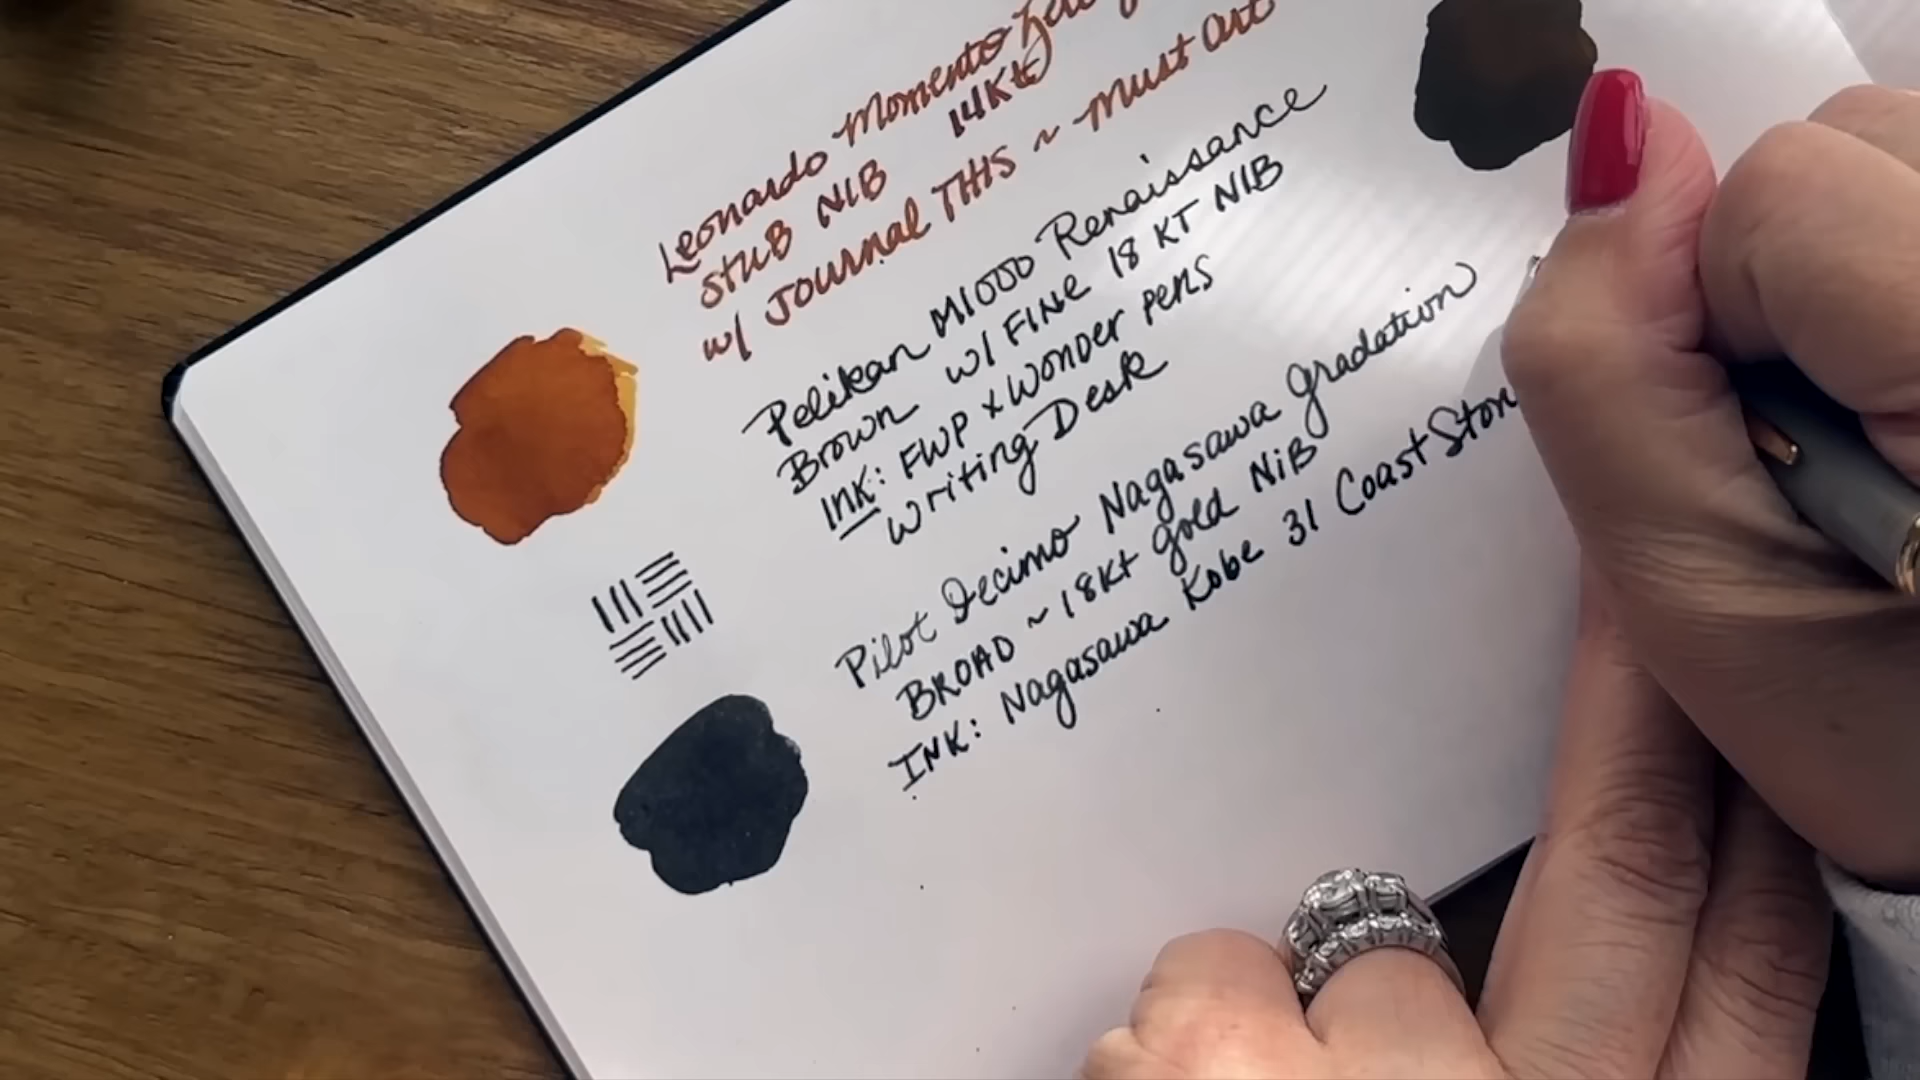 Leonardo Momento
STUB NIB 14Kt
w/ JOURNAL THIS ~ MUST Art
Pelikan M1000 Renaissance
Brown w/ FINE 18 KT NIB
INK: FWP + WONDER PENS
Writing Desk
Pilot Decimo Nagasawa Gradation
BROAD ~ 18Kt Gold NiB
INK: Nagasawa Kobe 31 Coast Ston